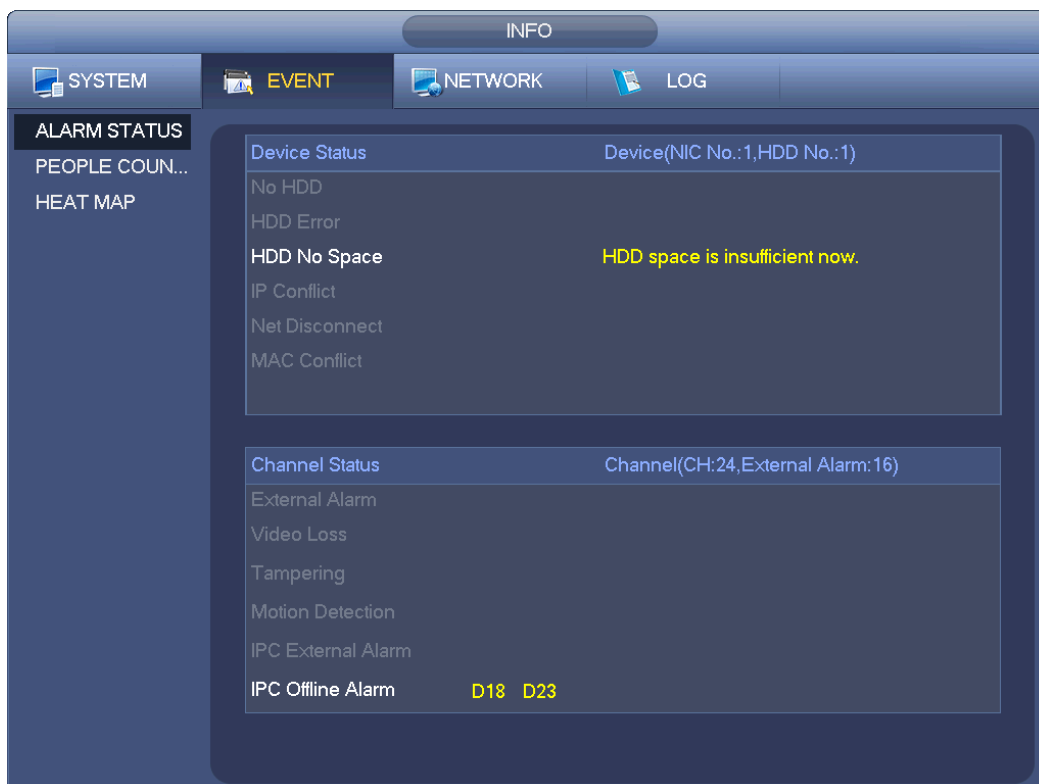 INFO
SYSTEM EVENT NETWORK LOG
ALARM STATUS
PEOPLE COUN...
HEAT MAP
Device Status Device(NIC No.:1,HDD No.:1)
No HDD
HDD Error
HDD No Space HDD space is insufficient now.
IP Conflict
Net Disconnect
MAC Conflict
Channel Status Channel(CH:24,External Alarm:16)
External Alarm
Video Loss
Tampering
Motion Detection
IPC External Alarm
IPC Offline Alarm D18 D23